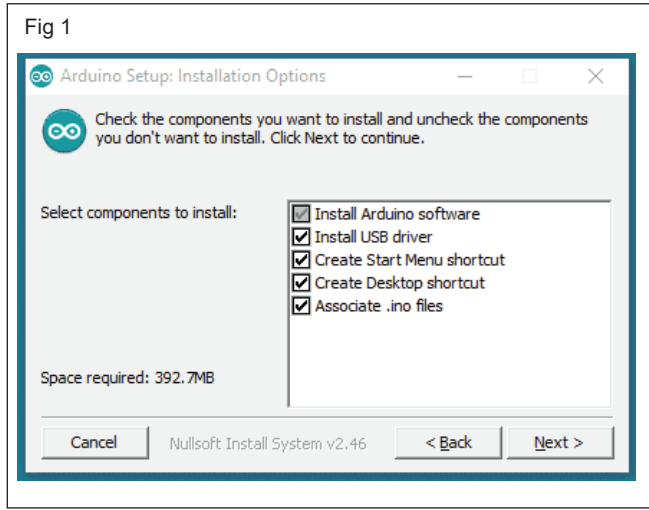 Fig 1
Arduino Setup: Installation Options
Check the components you want to install and uncheck the components
you don't want to install. Click Next to continue.
Select components to install:
Install Arduino software
Install USB driver
Create Start Menu shortcut
Create Desktop shortcut
Associate .ino files
Space required: 392.7MB
Cancel
Nullsoft Install System v2.46
< Back
Next >